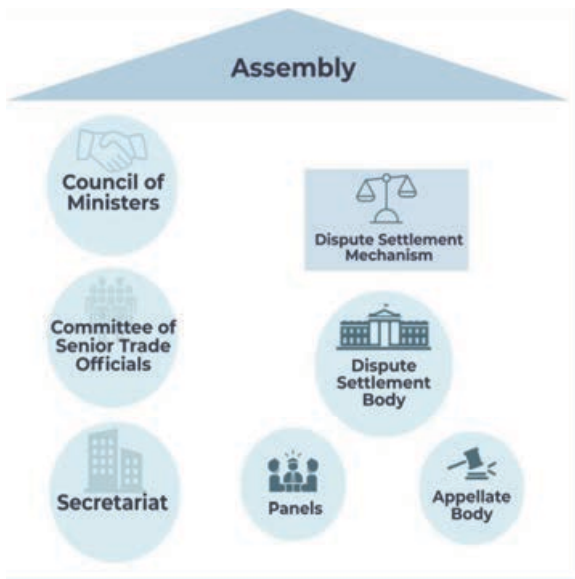 Assembly
Council of
Ministers
Committee of
Senior Trade
Officials
Secretariat
Dispute Settlement
Mechanism
Dispute
Settlement
Body
Panels
Appellate
Body